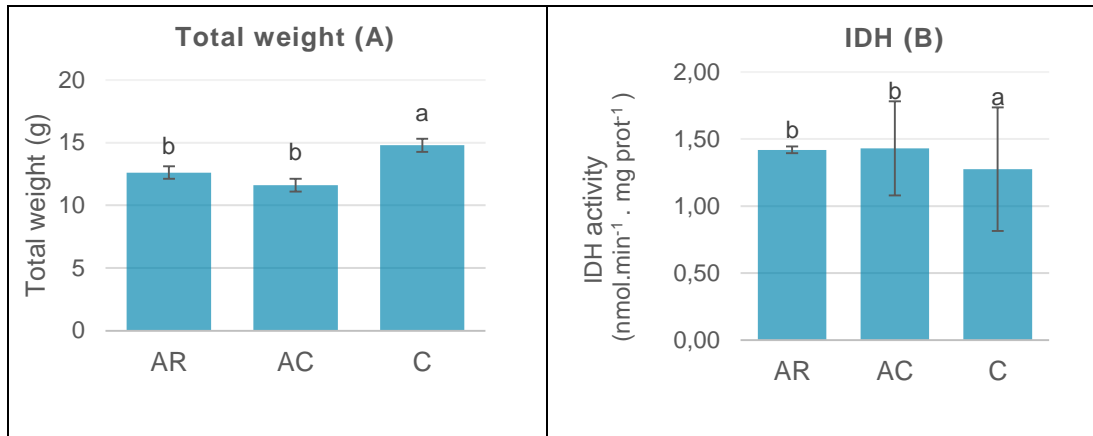 Total weight (A)
Total weight (g)
20
15
10
5
0
b
b
a
AR AC C
IDH (B)
IDH activity
(nmol.min⁻¹ . mg prot⁻¹ )
2,00
1,50
1,00
0,50
0,00
b
b
a
AR AC C